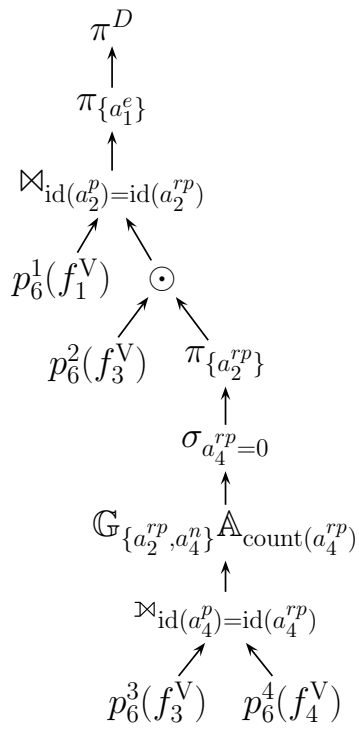 π^D
π_{a_1^e}
⋈_{id(a_2^p)=id(a_2^{rp})}
p_6^1(f_1^V) ⊙
p_6^2(f_3^V) π_{a_2^{rp}}
σ_{a_4^{rp}=0}
𝔾_{{a_2^{rp},a_4^n}}𝔸_{count(a_4^{rp})}
⟕_{id(a_4^p)=id(a_4^{rp})}
p_6^3(f_3^V) p_6^4(f_4^V)